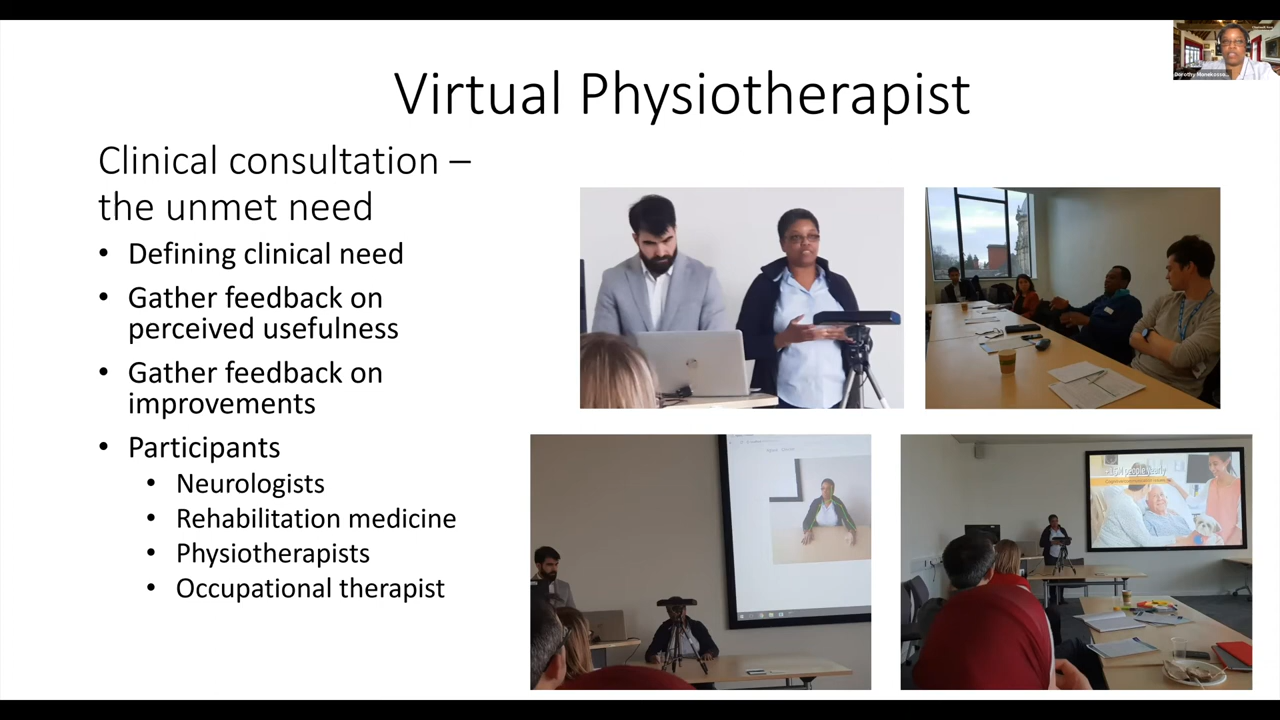 Virtual Physiotherapist
Clinical consultation –
the unmet need
• Defining clinical need
• Gather feedback on
perceived usefulness
• Gather feedback on
improvements
• Participants
• Neurologists
• Rehabilitation medicine
• Physiotherapists
• Occupational therapist